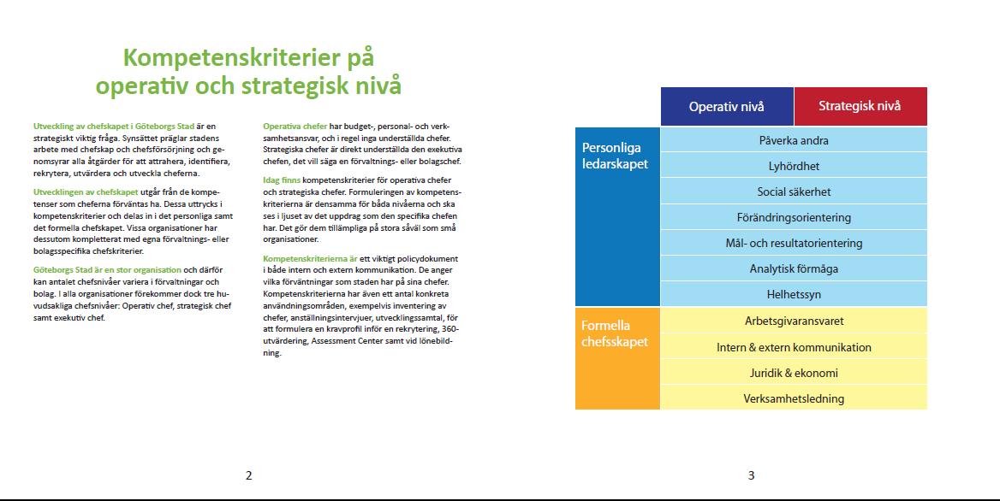 Kompetenskriterier på
operativ och strategisk nivå
Utveckling av chefskapet i Göteborgs Stad är en
strategiskt viktig fråga. Synsättet präglar stadens
arbete med chefskap och chefsförsörjning och ge-
nomsyrar alla åtgärder för att attrahera, identifiera,
rekrytera, utvärdera och utveckla cheferna.
Utvecklingen av chefskapet utgår från de kompe-
tenser som cheferna förväntas ha. Dessa uttrycks i
kompetenskriterier och delas in i det personliga samt
det formella chefskapet. Vissa organisationer har
dessutom kompletterat med egna förvaltnings- eller
bolagsspecifika chefskriterier.
Göteborgs Stad är en stor organisation och därför
kan antalet chefsnivåer variera i förvaltningar och
bolag. I alla organisationer förekommer dock tre hu-
vudsakliga chefsnivåer: Operativ chef, strategisk chef
samt exekutiv chef.
Operativa chefer har budget-, personal- och verk-
samhetsansvar, och i regel inga underställda chefer.
Strategiska chefer är direkt underställda den exekutiva
chefen, det vill säga en förvaltnings- eller bolagschef.
Idag finns kompetenskriterier för operativa chefer
och strategiska chefer. Formuleringen av kompetens-
kriterierna är densamma för båda nivåerna och ska
ses i ljuset av det uppdrag som den specifika chefen
har. Det gör dem tillämpliga på stora såväl som små
organisationer.
Kompetenskriterierna är ett viktigt policydokument
i både intern och extern kommunikation. De anger
vilka förväntningar som staden har på sina chefer.
Kompetenskriterierna har även ett antal konkreta
användningsområden, exempelvis inventering av
chefer, anställningsintervjuer, utvecklingssamtal, för
att formulera en kravprofil inför en rekrytering, 360-
utvärdering, Assessment Center samt vid lönebild-
ning.
2
Operativ nivå
Strategisk nivå
Personliga
ledarskapet
Påverka andra
Lyhördhet
Social säkerhet
Förändringsorientering
Mål- och resultatorientering
Analytisk förmåga
Helhetssyn
Formella
chefsskapet
Arbetsgivaransvaret
Intern & extern kommunikation
Juridik & ekonomi
Verksamhetsledning
3